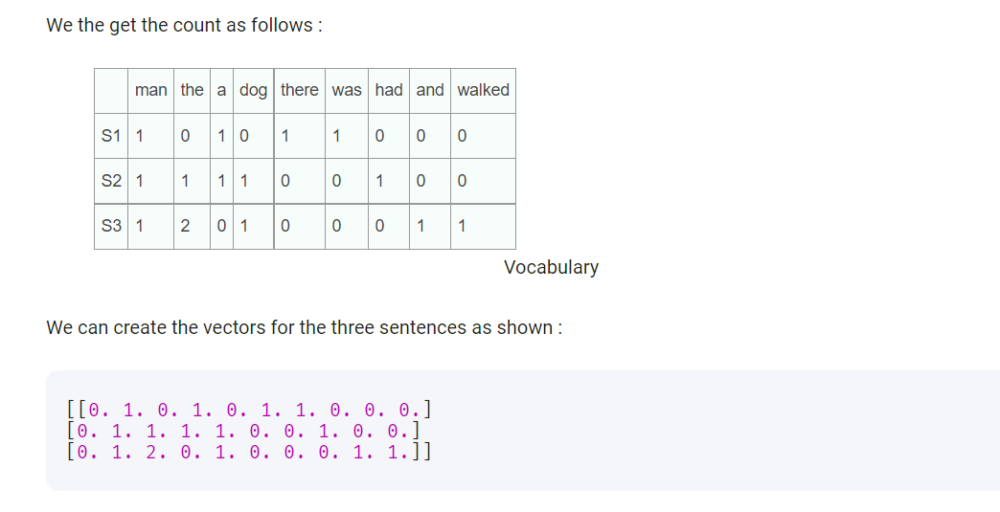 We the get the count as follows :
man the a dog there was had and walked
S1 1 0 1 0 1 1 0 0 0
S2 1 1 1 1 0 0 1 0 0
S3 1 2 0 1 0 0 0 1 1
Vocabulary
We can create the vectors for the three sentences as shown :
[[0. 1. 0. 1. 0. 1. 1. 0. 0. 0.]
[0. 1. 1. 1. 1. 0. 0. 1. 0. 0.]
[0. 1. 2. 0. 1. 0. 0. 0. 1. 1.]]